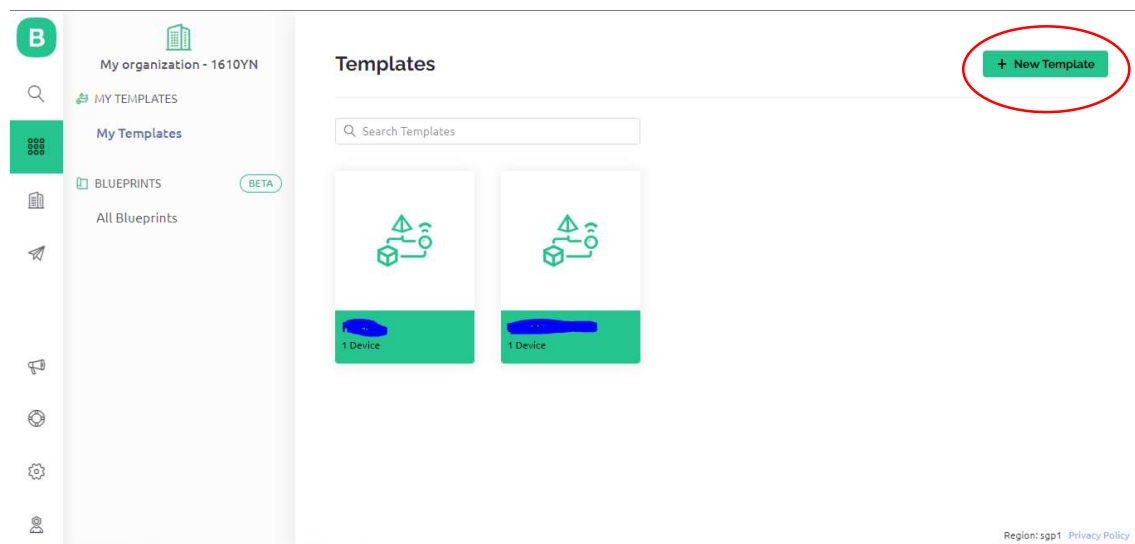 B
My organization - 1610YN
MY TEMPLATES
My Templates
BLUEPRINTS
BETA
All Blueprints
Templates
+ New Template
Search Templates
1 Device
1 Device
Region: sgp1 Privacy Policy